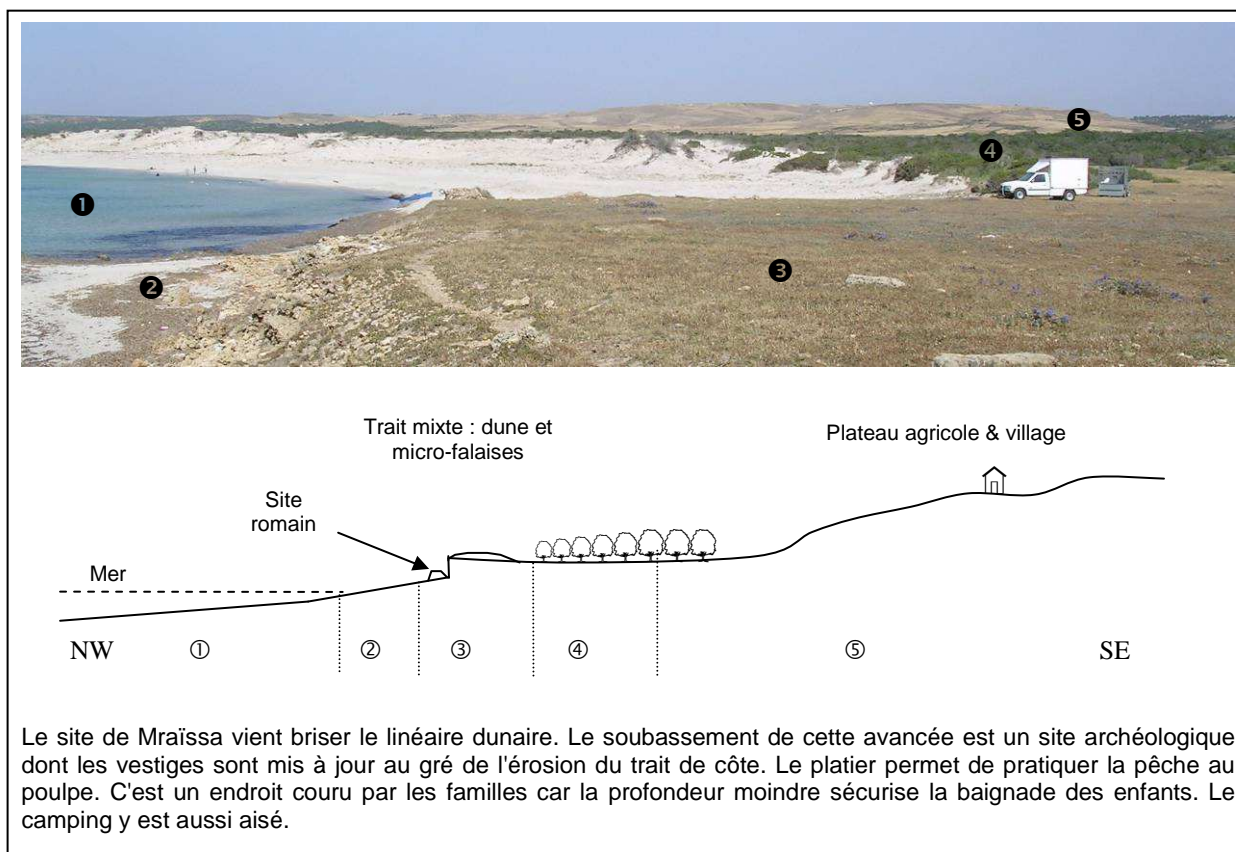 ❶
❷
❸
❹
❺
Trait mixte : dune et
micro-falaises
Plateau agricole & village
Site
romain
Mer
NW ① ② ③ ④ ⑤ SE
Le site de Mraïssa vient briser le linéaire dunaire. Le soubassement de cette avancée est un site archéologique
dont les vestiges sont mis à jour au gré de l'érosion du trait de côte. Le platier permet de pratiquer la pêche au
poulpe. C'est un endroit couru par les familles car la profondeur moindre sécurise la baignade des enfants. Le
camping y est aussi aisé.